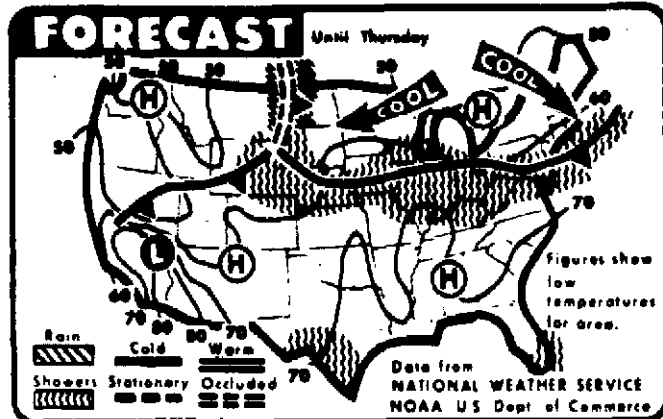 FORECAST
Until Thursday
50 50 50 50 50
COOL
COOL
H
H
60
50
70
L
H
H
Figures show
low
temperatures
for area.
60
70
80
80
70
70
Rain
Cold
Warm
Showers
Stationary
Occluded
Data from
NATIONAL WEATHER SERVICE
NOAA U S Dept of Commerce